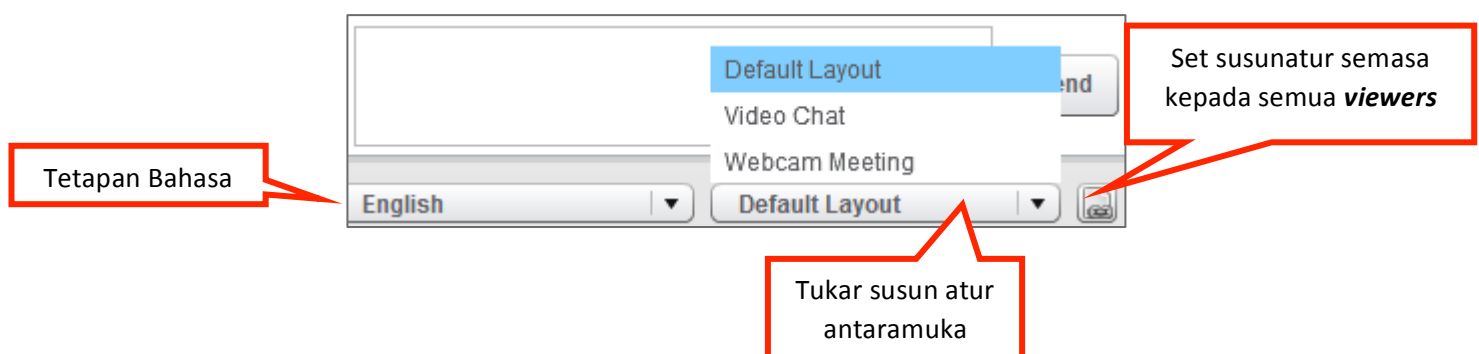 Default Layout
end
Set susunatur semasa
kepada semua viewers
Video Chat
Webcam Meeting
Tetapan Bahasa
English
Default Layout
Tukar susun atur
antaramuka